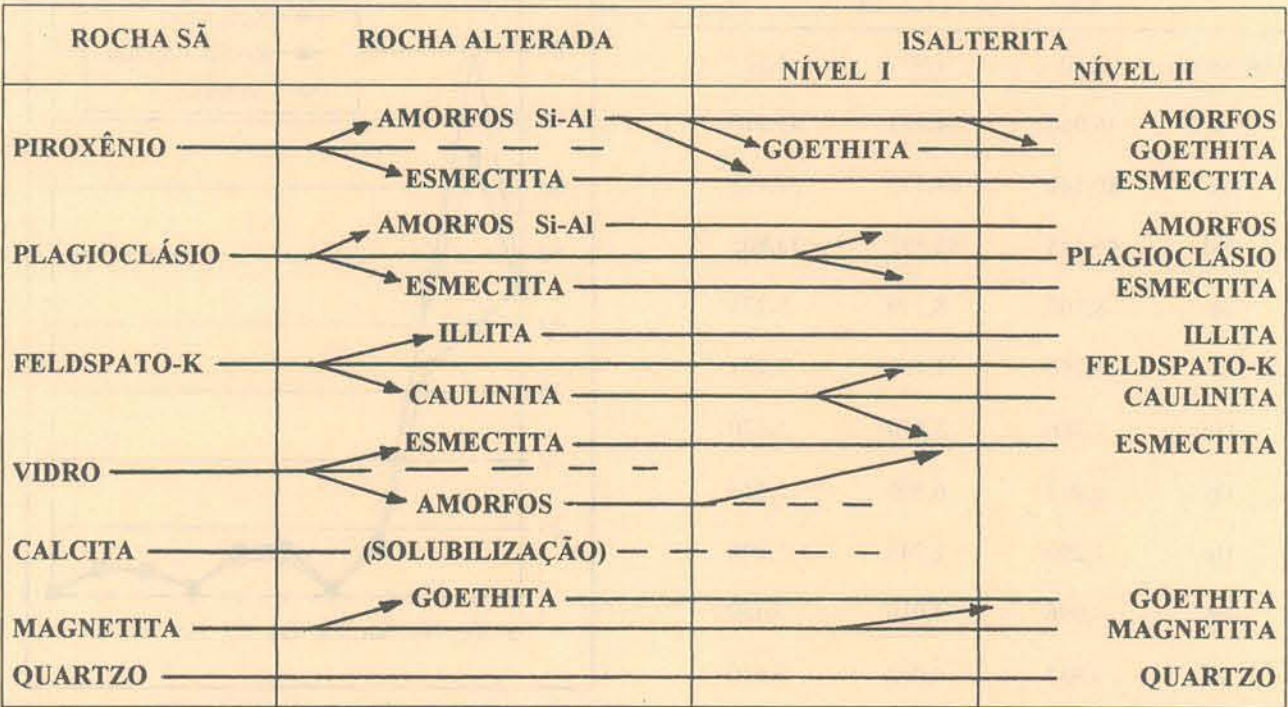 ROCHA SÃ ROCHA ALTERADA ISALTERITA
NÍVEL I NÍVEL II
AMORFOS Si-Al AMORFOS
PIROXÊNIO GOETHITA GOETHITA
ESMECTITA ESMECTITA
AMORFOS Si-Al AMORFOS
PLAGIOCLÁSIO PLAGIOCLÁSIO
ESMECTITA ESMECTITA
ILLITA ILLITA
FELDSPATO-K FELDSPATO-K
CAULINITA CAULINITA
ESMECTITA ESMECTITA
VIDRO
AMORFOS
CALCITA (SOLUBILIZAÇÃO)
GOETHITA GOETHITA
MAGNETITA MAGNETITA
QUARTZO QUARTZO